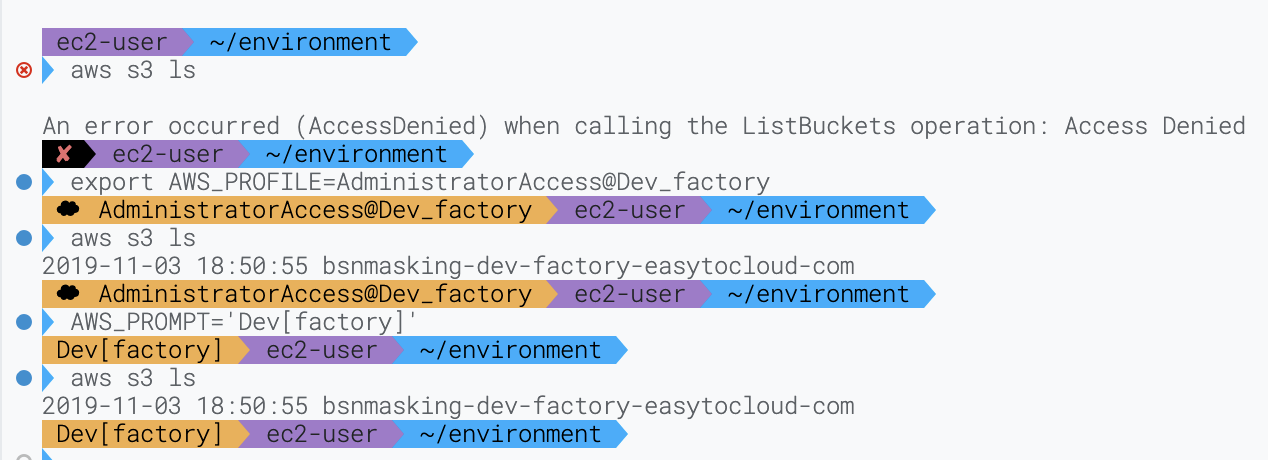 ec2-user ~/environment
aws s3 ls
An error occurred (AccessDenied) when calling the ListBuckets operation: Access Denied
✘ ec2-user ~/environment
export AWS_PROFILE=AdministratorAccess@Dev_factory
AdministratorAccess@Dev_factory ec2-user ~/environment
aws s3 ls
2019-11-03 18:50:55 bsnmasking-dev-factory-easytocloud-com
AdministratorAccess@Dev_factory ec2-user ~/environment
AWS_PROMPT='Dev[factory]'
Dev[factory] ec2-user ~/environment
aws s3 ls
2019-11-03 18:50:55 bsnmasking-dev-factory-easytocloud-com
Dev[factory] ec2-user ~/environment